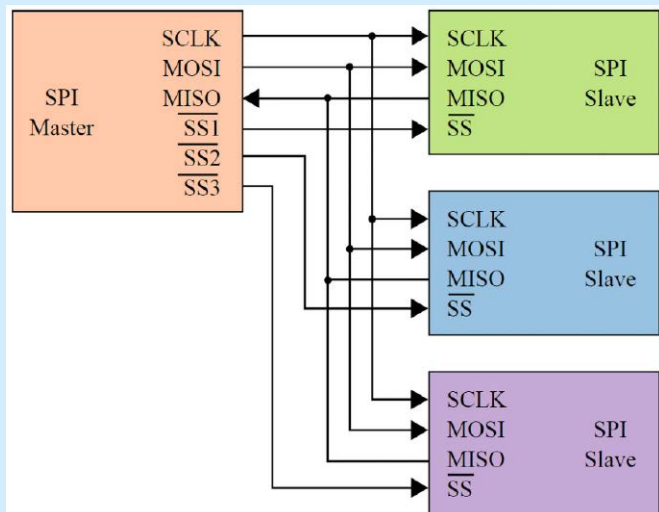 SCLK
MOSI
MISO
SS1
SS2
SS3
SPI
Master
SCLK
MOSI
MISO
SS
SPI
Slave
SCLK
MOSI
MISO
SS
SPI
Slave
SCLK
MOSI
MISO
SS
SPI
Slave